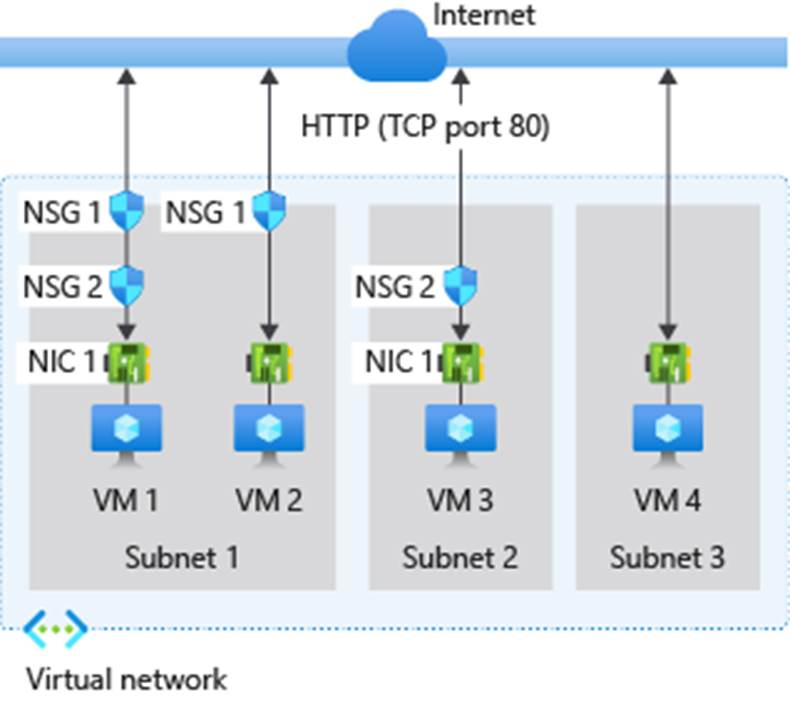 Internet
HTTP (TCP port 80)
NSG 1
NSG 1
NSG 2
NSG 2
NIC 1
NIC 1
VM 1
VM 2
VM 3
VM 4
Subnet 1
Subnet 2
Subnet 3
Virtual network